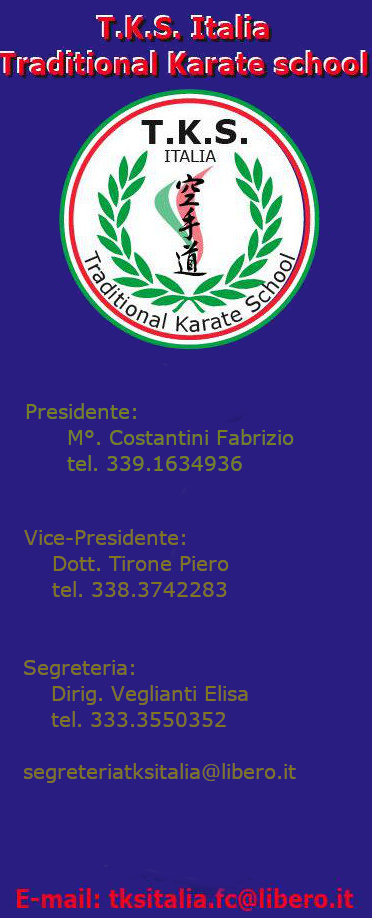 T.K.S. Italia
Traditional Karate school
T.K.S.
ITALIA
空
手
道
Traditional Karate School
Presidente:
M°. Costantini Fabrizio
tel. 339.1634936
Vice-Presidente:
Dott. Tirone Piero
tel. 338.3742283
Segreteria:
Dirig. Veglianti Elisa
tel. 333.3550352
segreteriatksitalia@libero.it
E-mail: tksitalia.fc@libero.it